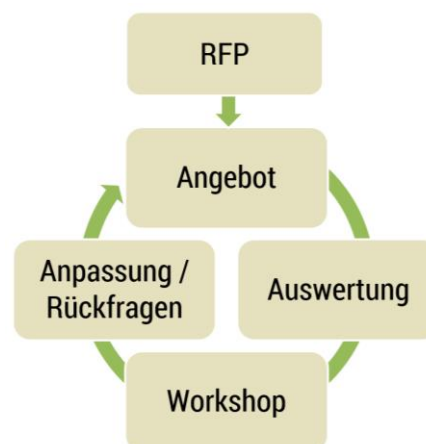 RFP
Angebot
Anpassung /
Rückfragen
Auswertung
Workshop